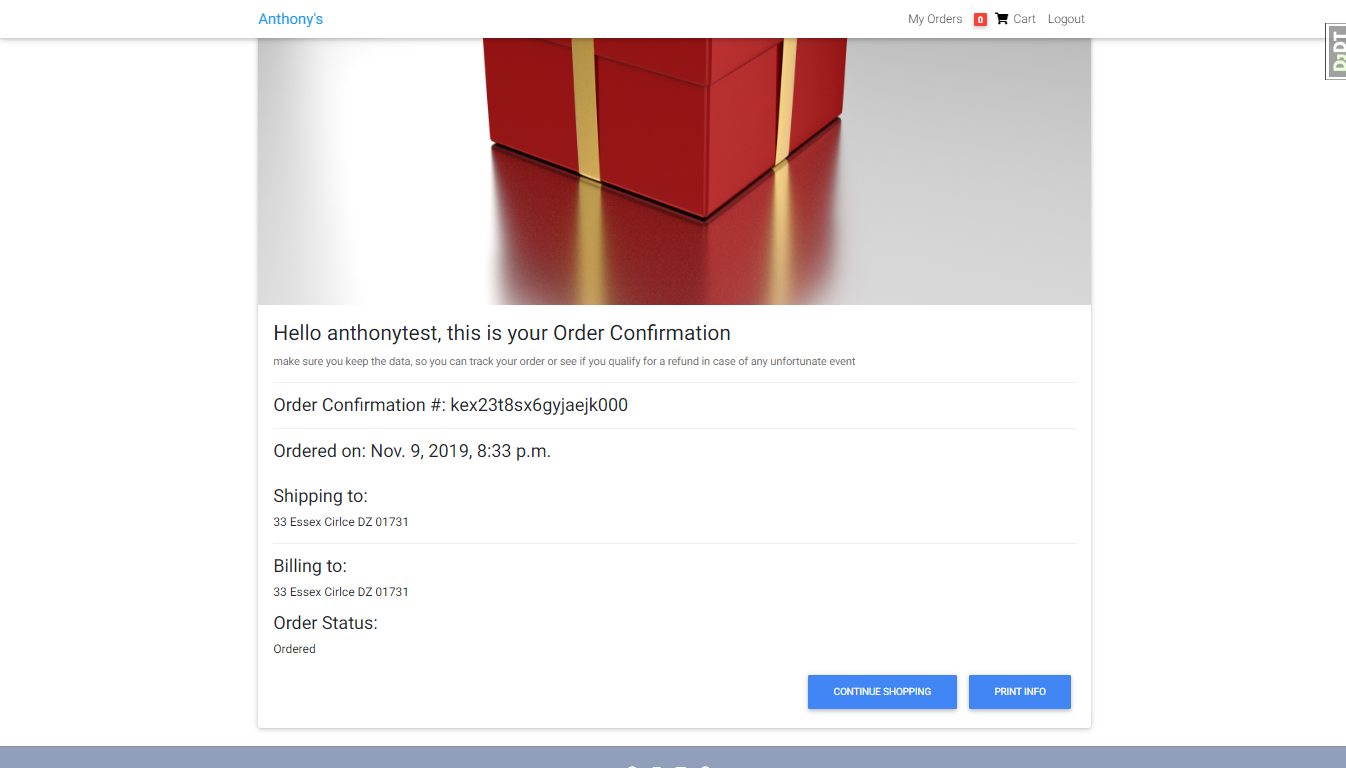 Anthony's
My Orders 0 Cart Logout
DjDT
Hello anthonytest, this is your Order Confirmation
make sure you keep the data, so you can track your order or see if you qualify for a refund in case of any unfortunate event
Order Confirmation #: kex23t8sx6gyjaejk000
Ordered on: Nov. 9, 2019, 8:33 p.m.
Shipping to:
33 Essex Cirlce DZ 01731
Billing to:
33 Essex Cirlce DZ 01731
Order Status:
Ordered
CONTINUE SHOPPING PRINT INFO